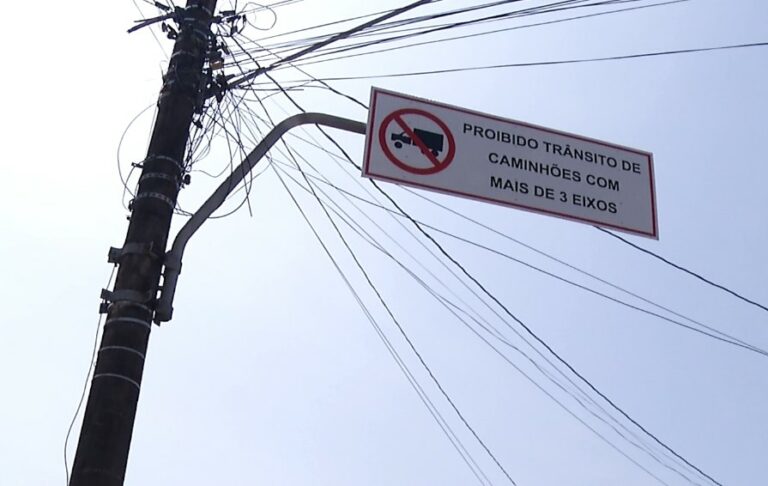 PROIBIDO TRÂNSITO DE
CAMINHÕES COM
MAIS DE 3 EIXOS